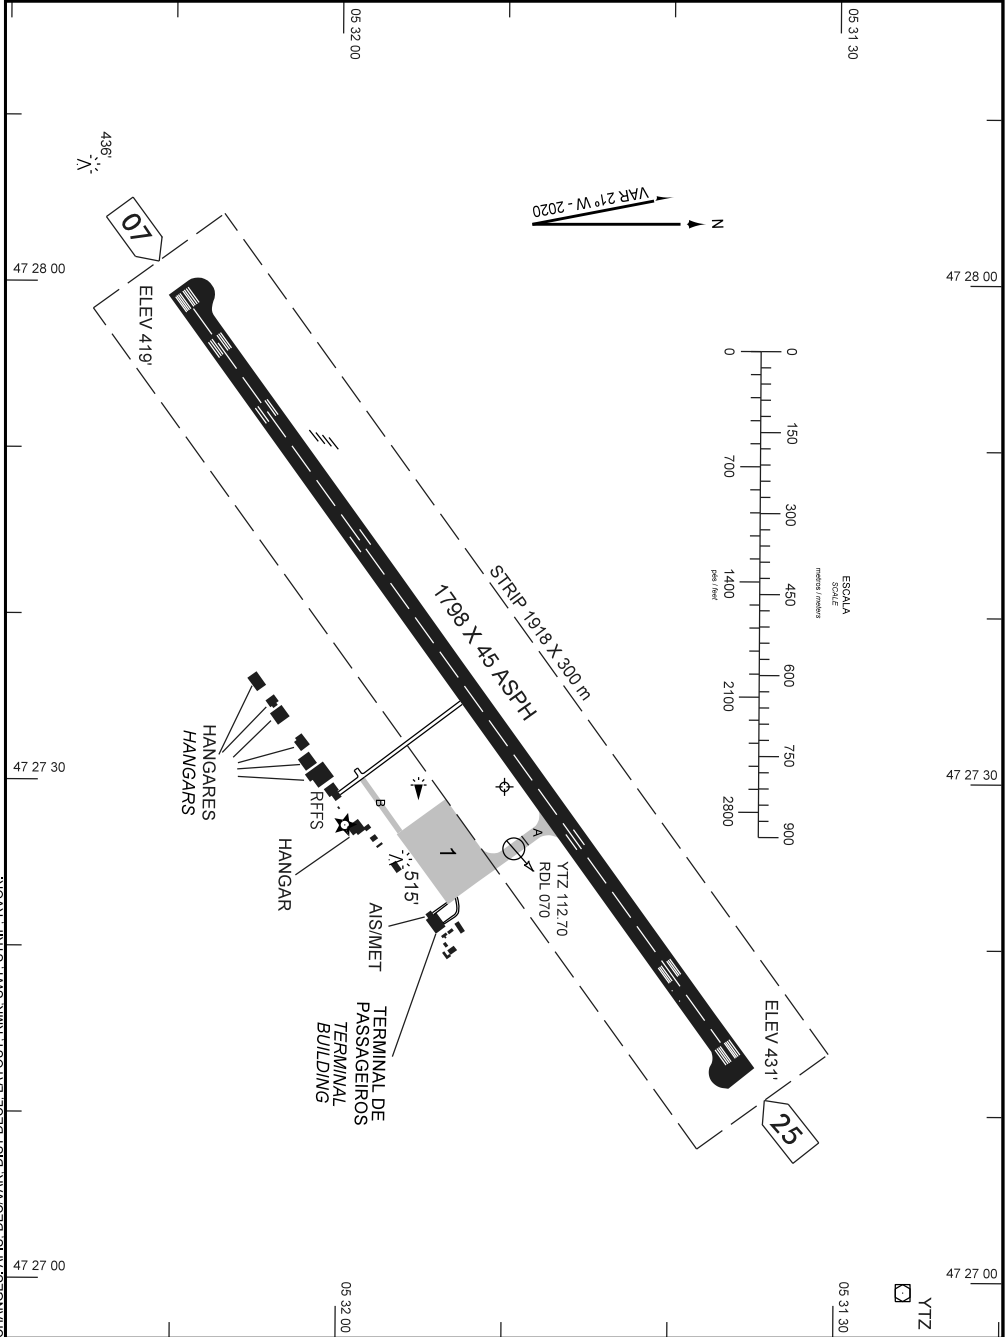 05 32 00
05 31 30
436'
07
VAR 21° W - 2020
N
47 28 00
47 28 00
ELEV 419'
0
150
300
450
600
750
900
0
700
1400
2100
2800
ESCALA
SCALE
metros / meters
pés / feet
STRIP 1918 X 300 m
1798 X 45 ASPH
HANGARES
HANGARS
47 27 30
47 27 30
RFFS
B
A
1
YTZ 112.70
RDL 070
HANGAR
515'
AIS/MET
TERMINAL DE
PASSAGEIROS
TERMINAL
BUILDING
ELEV 431'
25
47 27 00
47 27 00
05 32 00
05 31 30
YTZ